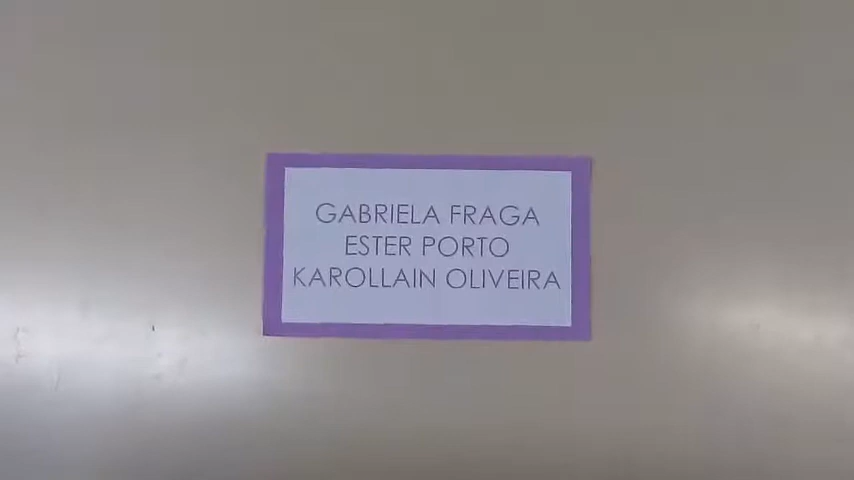 GABRIELA FRAGA
ESTER PORTO
KAROLLAIN OLIVEIRA